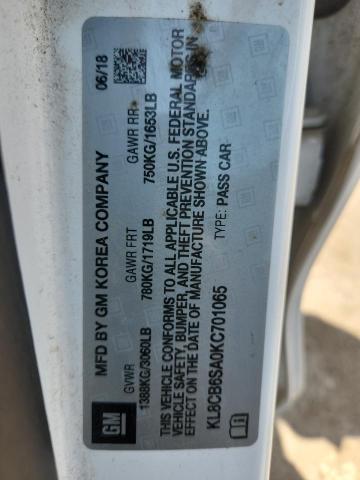 MFD BY GM KOREA COMPANY 06/18
GVWR GAWR FRT GAWR RR
1388KG/3060LB 780KG/1719LB 750KG/1653LB
THIS VEHICLE CONFORMS TO ALL APPLICABLE U.S. FEDERAL MOTOR
VEHICLE SAFETY, BUMPER, AND THEFT PREVENTION STANDARDS IN
EFFECT ON THE DATE OF MANUFACTURE SHOWN ABOVE.
KL8CB6SA0KC701065 TYPE: PASS CAR
GM